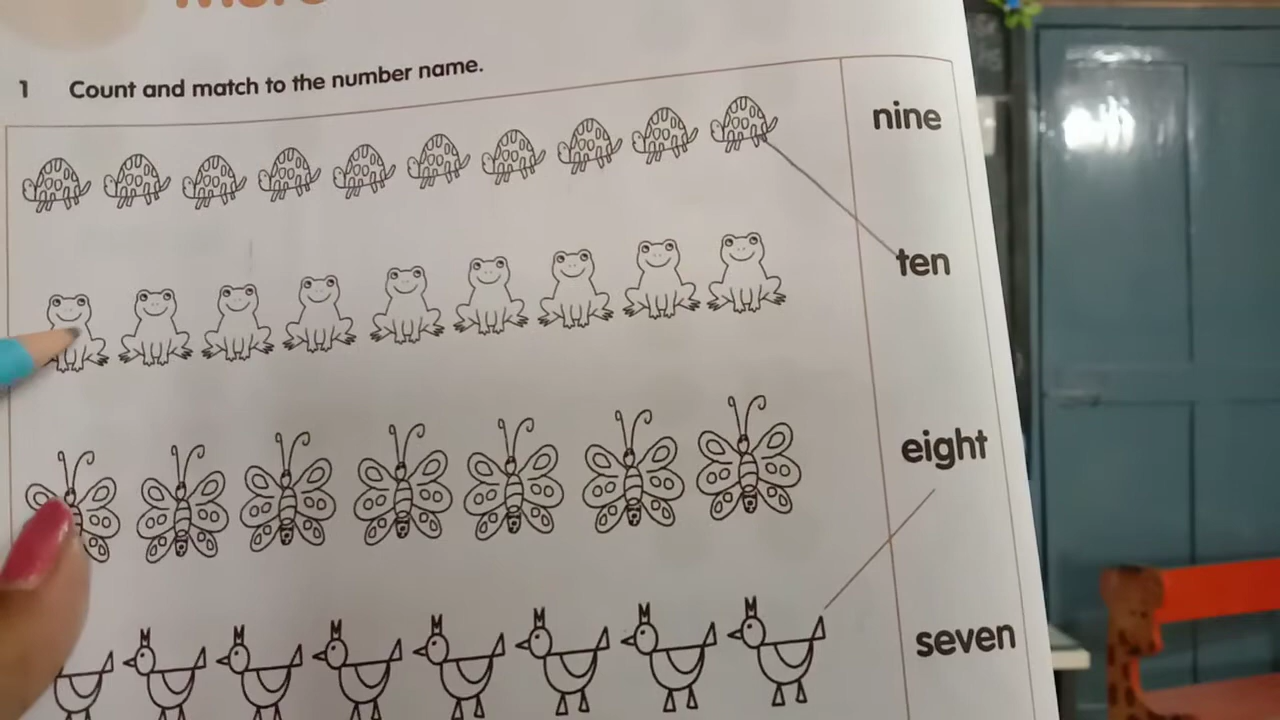 1 Count and match to the number name.
nine
ten
eight
seven